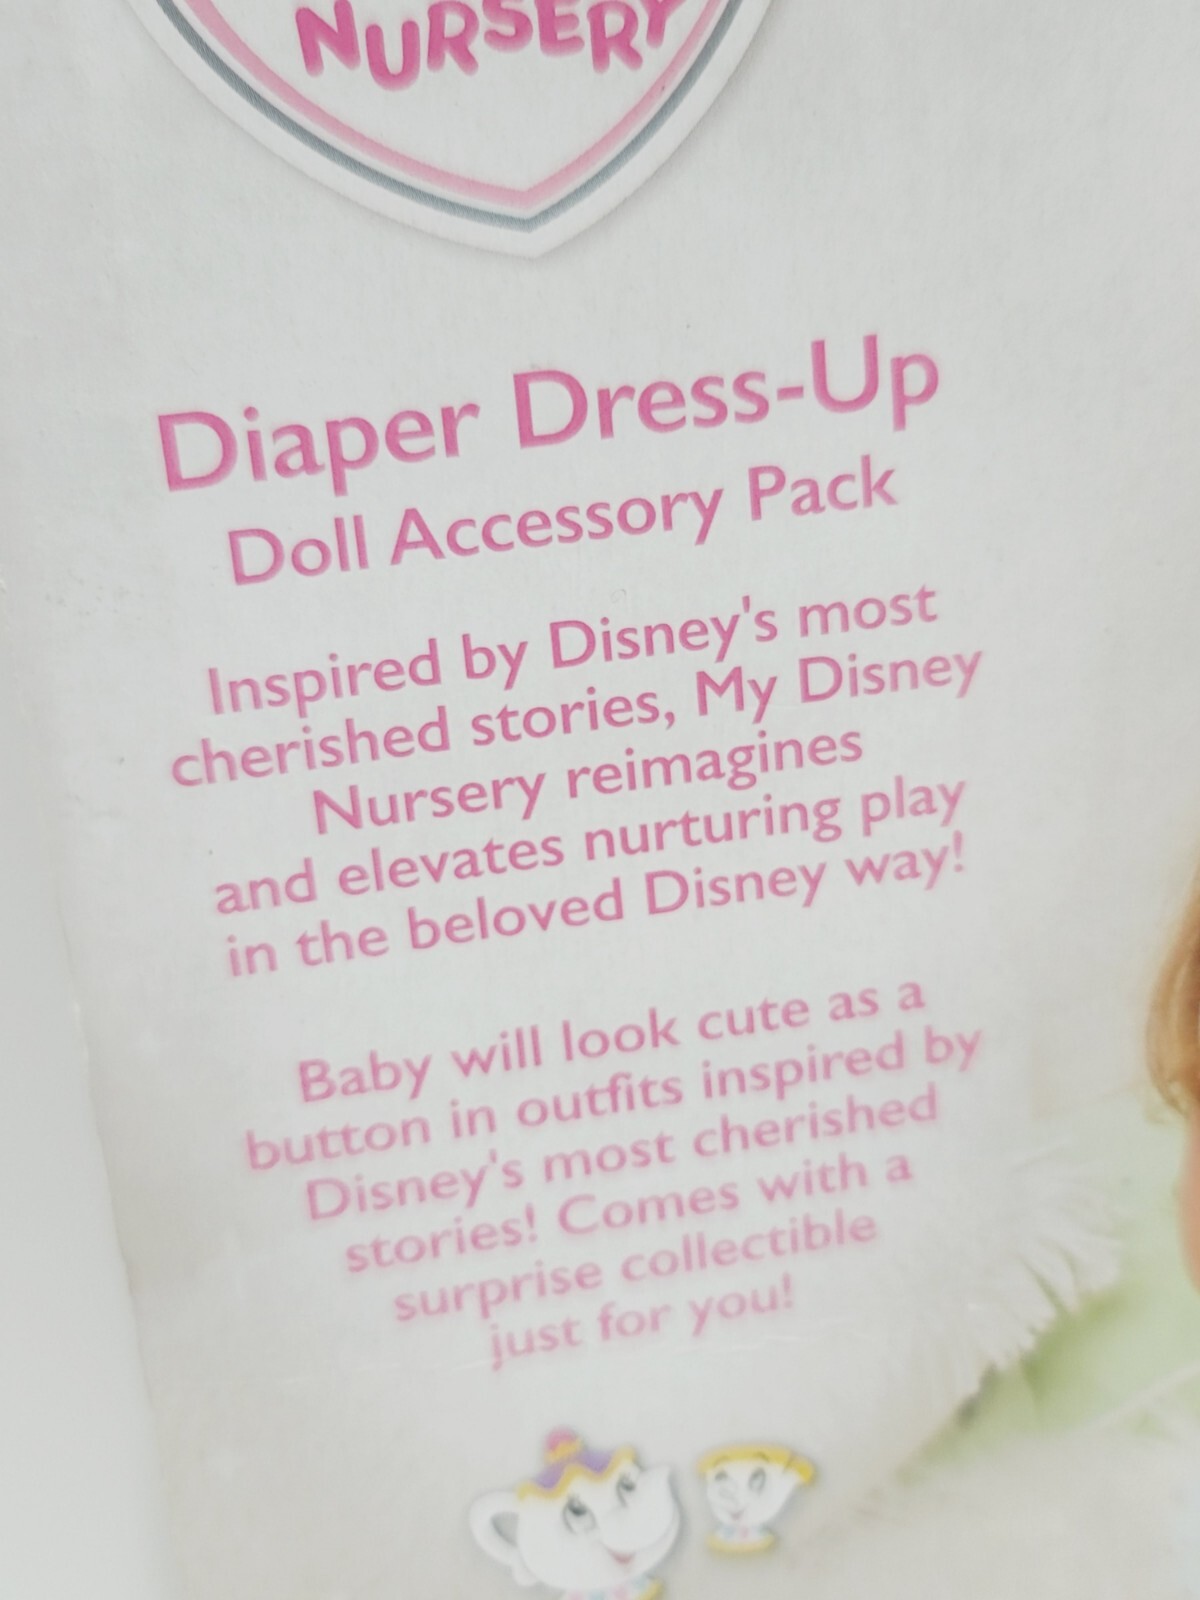 NURSERY
Diaper Dress-Up
Doll Accessory Pack
Inspired by Disney's most
cherished stories, My Disney
Nursery reimagines
and elevates nurturing play
in the beloved Disney way!
Baby will look cute as a
button in outfits inspired by
Disney's most cherished
stories! Comes with a
surprise collectible
just for you!